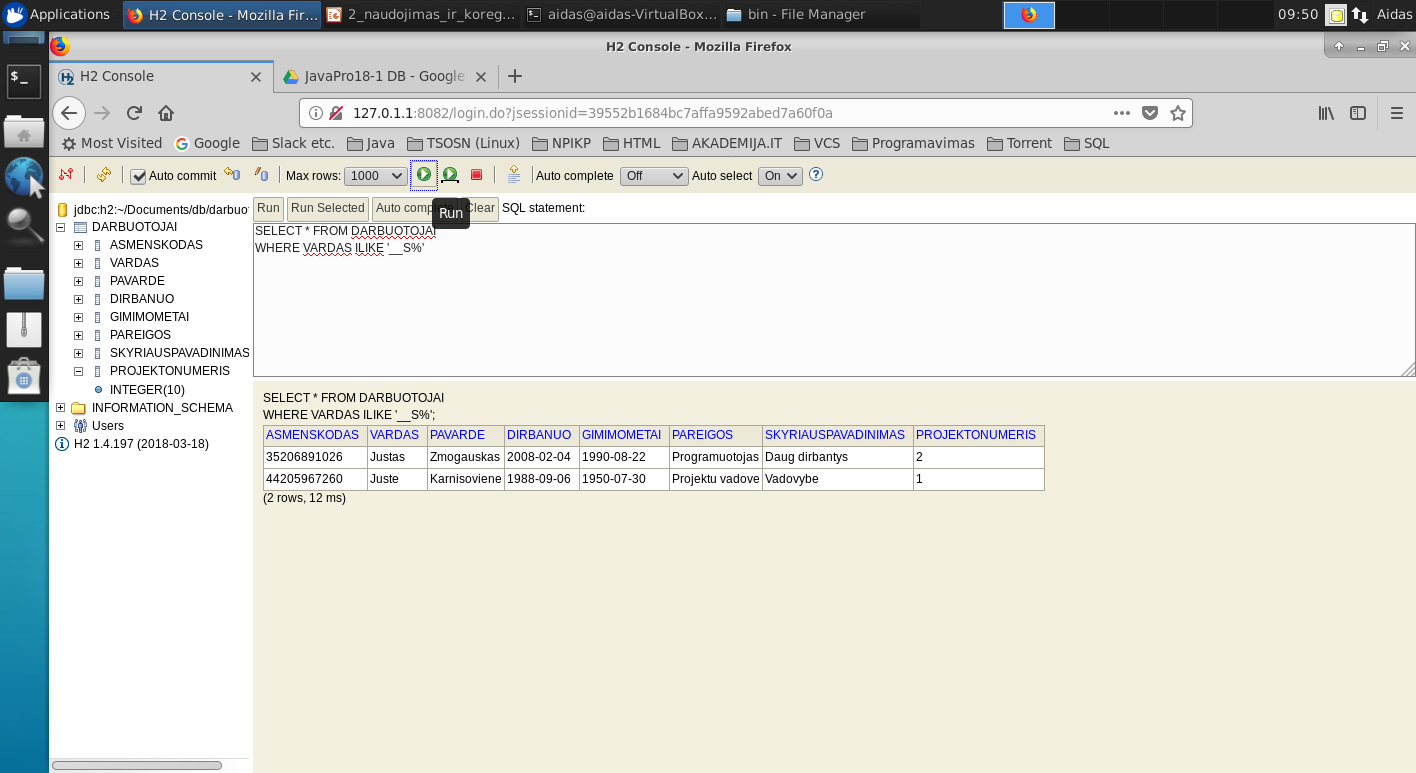 Applications
H2 Console - Mozilla Fir...
2_naudojimas_ir_koreg...
aidas@aidas-VirtualBox...
bin - File Manager
09:50
Aidas
H2 Console - Mozilla Firefox
H2 Console
JavaPro18-1 DB - Google
127.0.1.1:8082/login.do?jsessionid=39552b1684bc7affa9592abed7a60f0a
Most Visited Google Slack etc. Java TSOSN (Linux) NPIKP HTML AKADEMIJA.IT VCS Programavimas Torrent SQL
Auto commit Max rows: 1000 Auto complete Off Auto select On
jdbc:h2:~/Documents/db/darbuot
DARBUOTOJAI
ASMENSKODAS
VARDAS
PAVARDE
DIRBANUO
GIMIMOMETAI
PAREIGOS
SKYRIAUSPAVADINIMAS
PROJEKTONUMERIS
INTEGER(10)
INFORMATION_SCHEMA
Users
H2 1.4.197 (2018-03-18)
Run Run Selected Auto complete Clear SQL statement:
Run
SELECT * FROM DARBUOTOJAI
WHERE VARDAS ILIKE '__S%'
SELECT * FROM DARBUOTOJAI
WHERE VARDAS ILIKE '__S%';
ASMENSKODAS VARDAS PAVARDE DIRBANUO GIMIMOMETAI PAREIGOS SKYRIAUSPAVADINIMAS PROJEKTONUMERIS
35206891026 Justas Zmogauskas 2008-02-04 1990-08-22 Programuotojas Daug dirbantys 2
44205967260 Juste Karnisoviene 1988-09-06 1950-07-30 Projektu vadove Vadovybe 1
(2 rows, 12 ms)